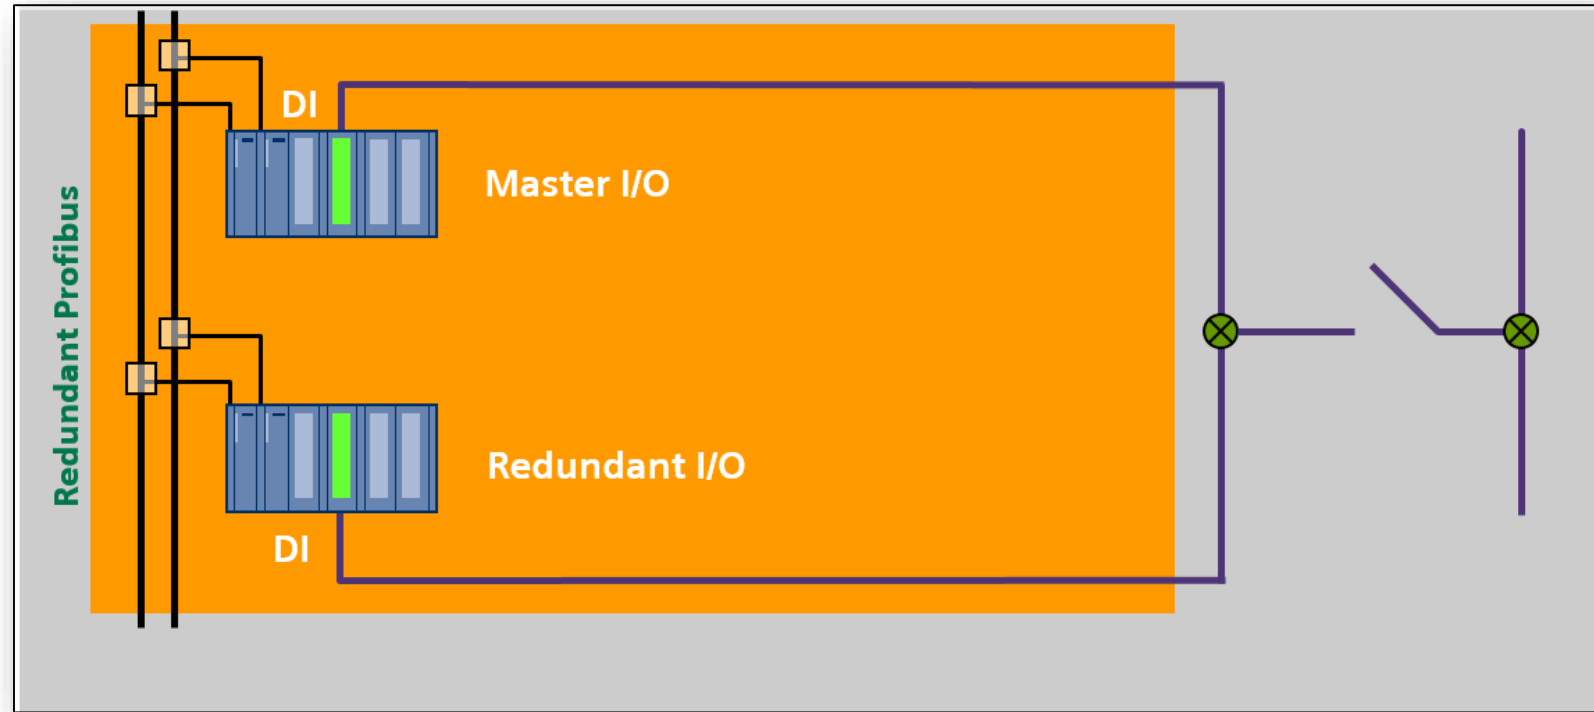 DI
Master I/O
Redundant Profibus
Redundant I/O
DI